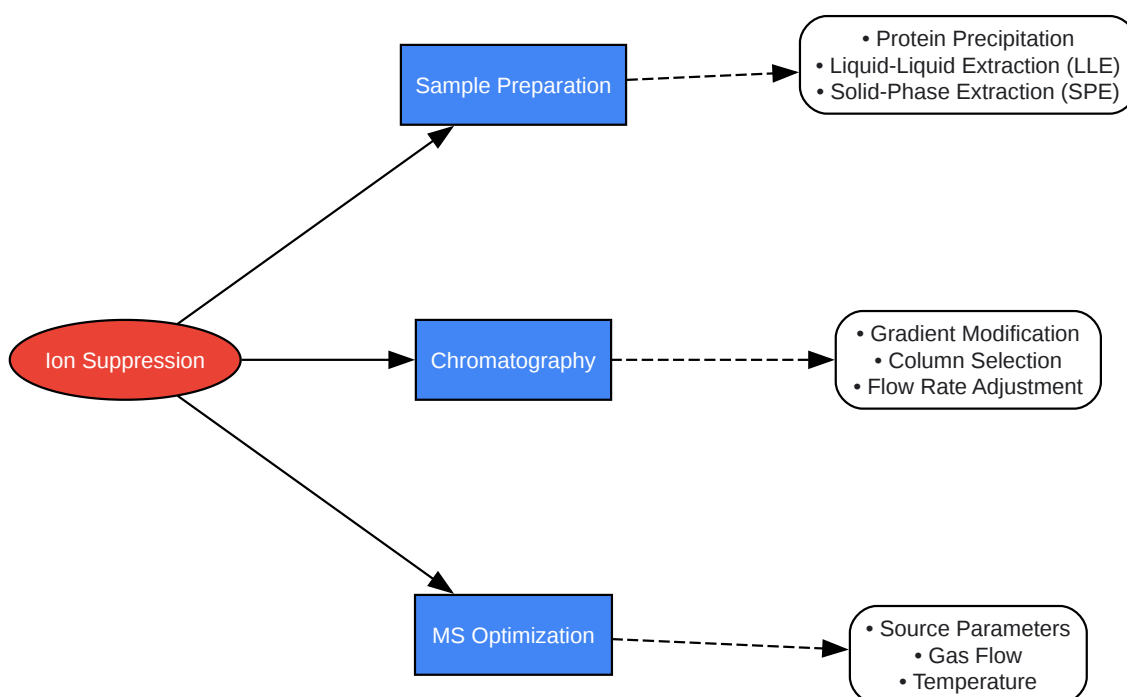 Sample Preparation
• Protein Precipitation
• Liquid-Liquid Extraction (LLE)
• Solid-Phase Extraction (SPE)
Ion Suppression
Chromatography
• Gradient Modification
• Column Selection
• Flow Rate Adjustment
MS Optimization
• Source Parameters
• Gas Flow
• Temperature